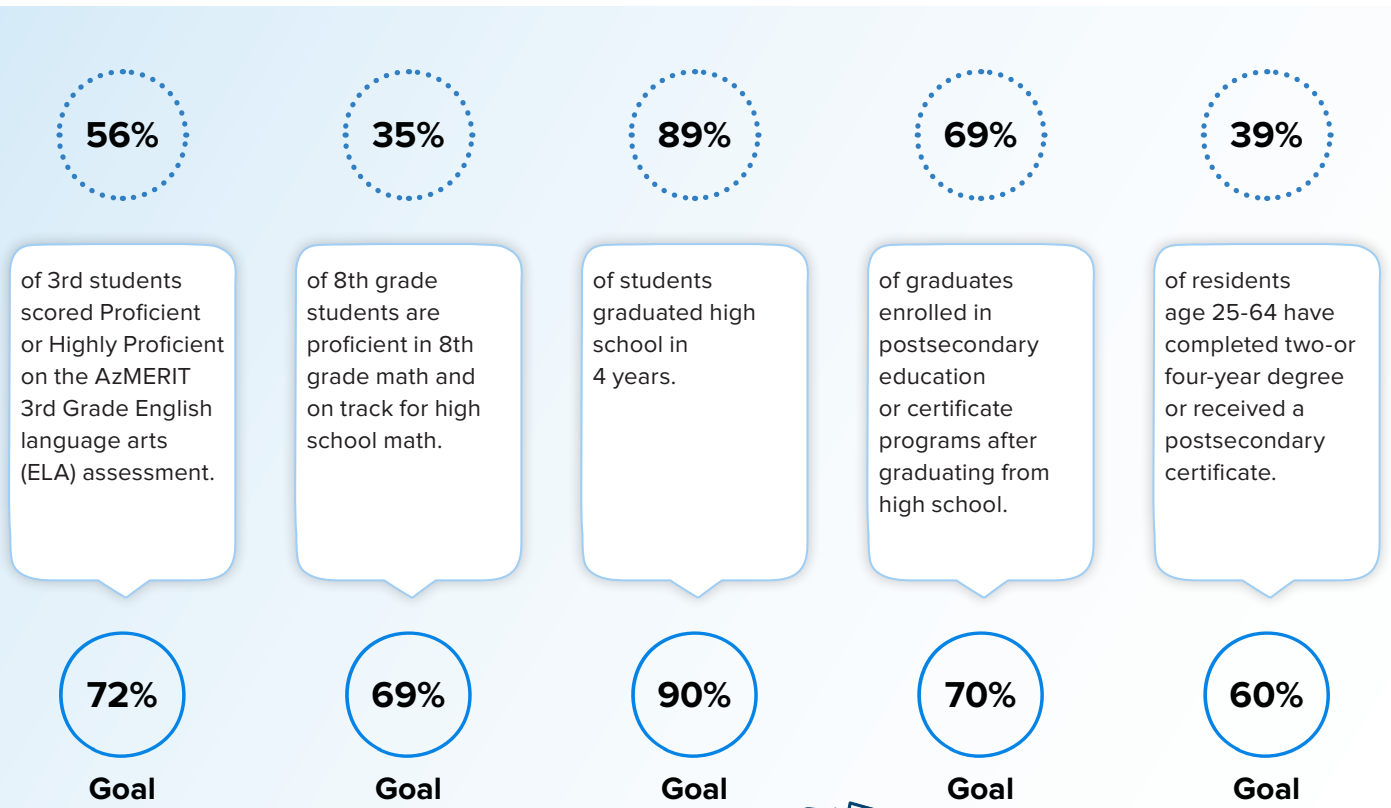 56%
35%
89%
69%
39%
of 3rd students
scored Proficient
or Highly Proficient
on the AzMERIT
3rd Grade English
language arts
(ELA) assessment.
of 8th grade
students are
proficient in 8th
grade math and
on track for high
school math.
of students
graduated high
school in
4 years.
of graduates
enrolled in
postsecondary
education
or certificate
programs after
graduating from
high school.
of residents
age 25-64 have
completed two-or
four-year degree
or received a
postsecondary
certificate.
72%
69%
90%
70%
60%
Goal
Goal
Goal
Goal
Goal